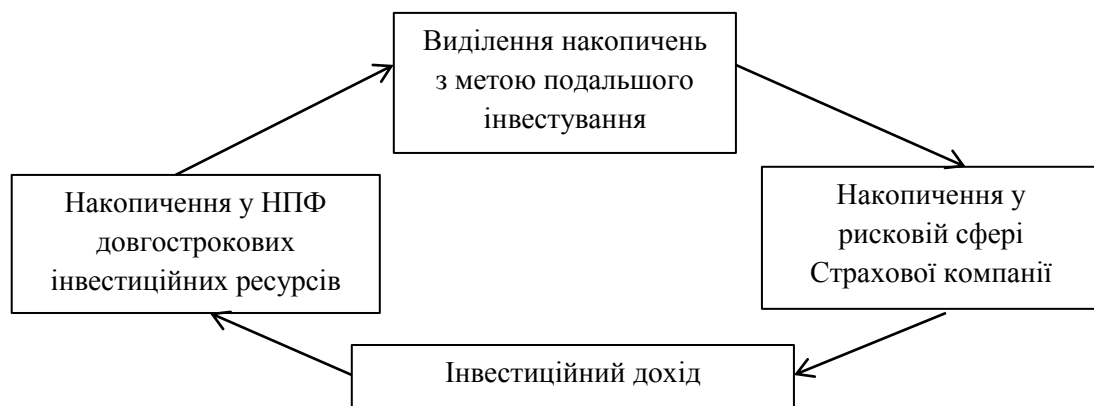 Виділення накопичень
з метою подальшого
інвестування
Накопичення у НПФ
довгострокових
інвестиційних ресурсів
Накопичення у
рисковій сфері
Страхової компанії
Інвестиційний дохід